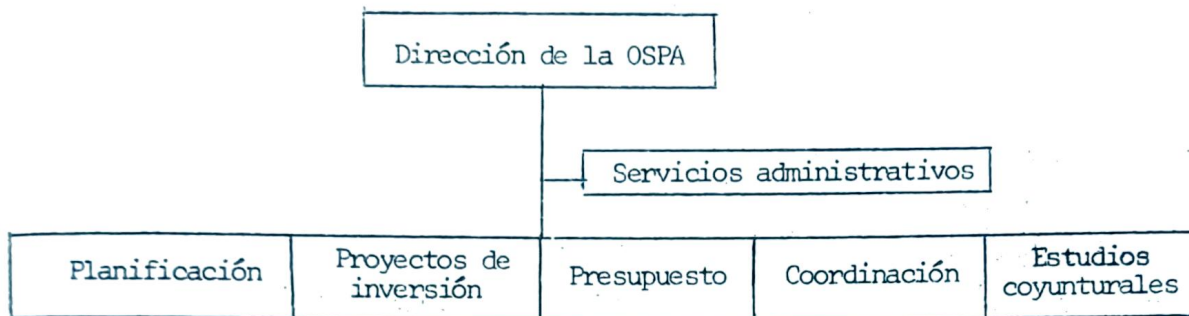 Dirección de la OSPA
Servicios administrativos
Planificación
Proyectos de
inversión
Presupuesto
Coordinación
Estudios
coyunturales